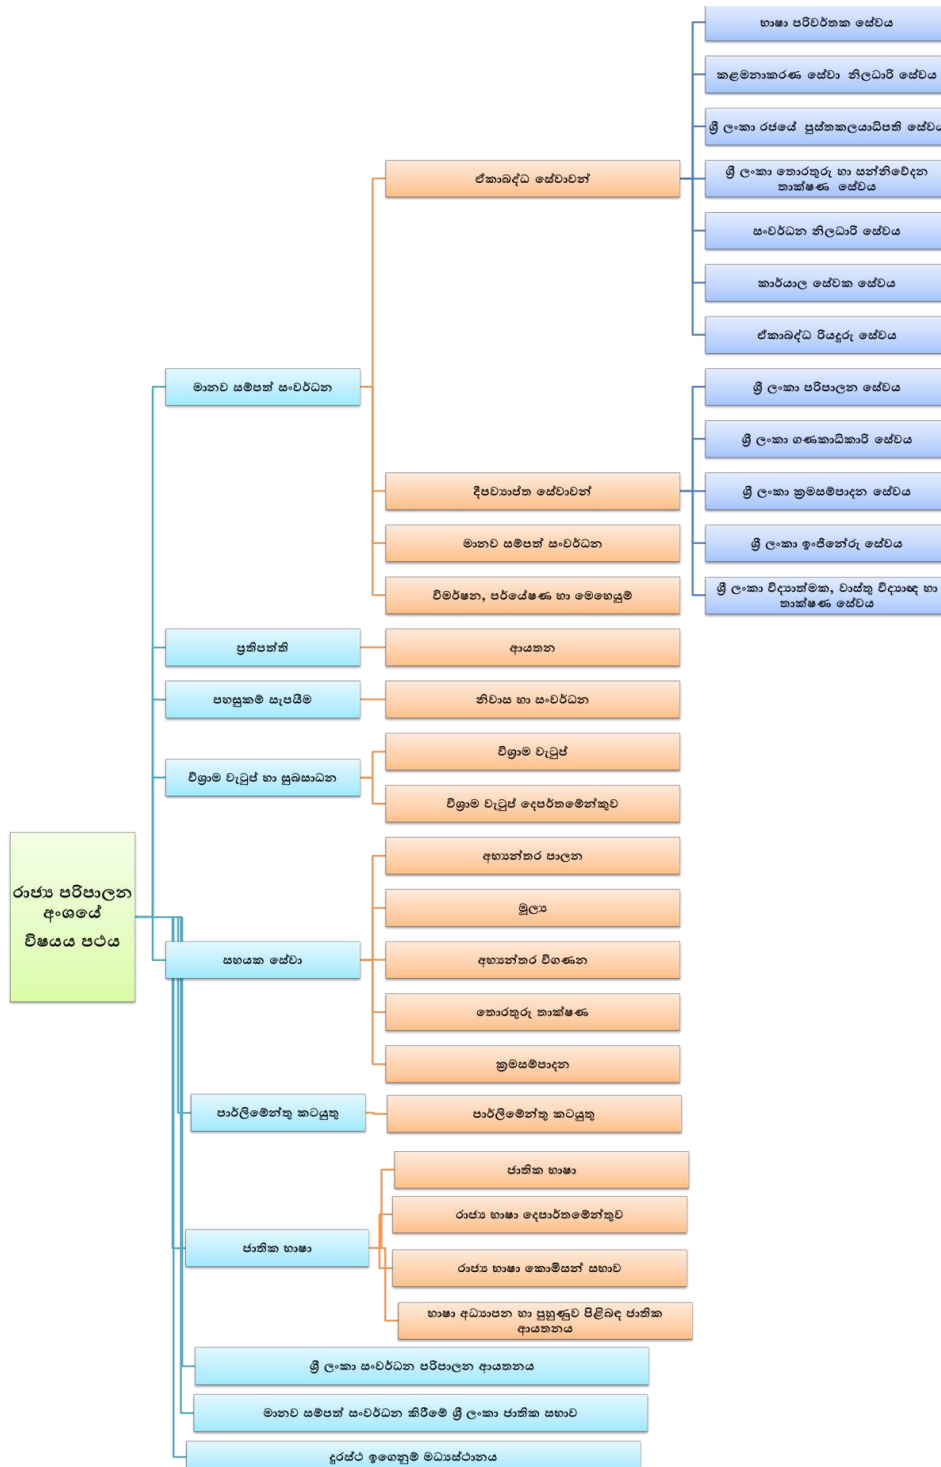 භාෂා පරිවර්තක සේවය
කළමනාකරණ සේවා නිලධාරි සේවය
ශ්‍රී ලංකා රජයේ පුස්තකලයාධිපති සේවය
ශ්‍රී ලංකා තොරතුරු හා සන්නිවේදන
තාක්ෂණ සේවය
සංවර්ධන නිලධාරි සේවය
කාර්යාල සේවක සේවය
ඒකාබද්ධ රියදුරු සේවය
ඒකාබද්ධ සේවාවන්
මානව සම්පත් සංවර්ධන
ශ්‍රී ලංකා පරිපාලන සේවය
ශ්‍රී ලංකා ගණකාධිකාරි සේවය
ශ්‍රී ලංකා ක්‍රමසම්පාදන සේවය
ශ්‍රී ලංකා ඉංජිනේරු සේවය
ශ්‍රී ලංකා විද්‍යාත්මක, වාස්තු විද්‍යාඥ හා
තාක්ෂණ සේවය
දීපව්‍යාප්ත සේවාවන්
මානව සම්පත් සංවර්ධන
විමර්ෂන, පර්යේෂණ හා මෙහෙයුම්
ප්‍රතිපත්ති
ආයතන
පහසුකම් සැපයීම
නිවාස හා සංවර්ධන
විශ්‍රාම වැටුප් හා සුබසාධන
විශ්‍රාම වැටුප්
විශ්‍රාම වැටුප් දෙපර්තමේන්කුව
රාජ්‍ය පරිපාලන
අංශයේ
විෂයය පථය
සහයක සේවා
අභ්‍යන්තර පාලන
මූල්‍ය
අභ්‍යන්තර විගණන
තොරතුරු තාක්ෂණ
ක්‍රමසම්පාදන
පාර්ලිමේන්තු කටයුතු
පාර්ලිමේන්තු කටයුතු
ජාතික භාෂා
ජාතික භාෂා
රාජ්‍ය භාෂා දෙපාර්තමේන්තුව
රාජ්‍ය භාෂා කොමිසන් සභාව
භාෂා අධ්‍යාපන හා පුහුණුව පිළිබඳ ජාතික
ආයතනය
ශ්‍රී ලංකා සංවර්ධන පරිපාලන ආයතනය
මානව සම්පත් සංවර්ධන කිරීමේ ශ්‍රී ලංකා ජාතික සභාව
දුරස්ථ ඉගෙනුම් මධ්‍යස්ථානය